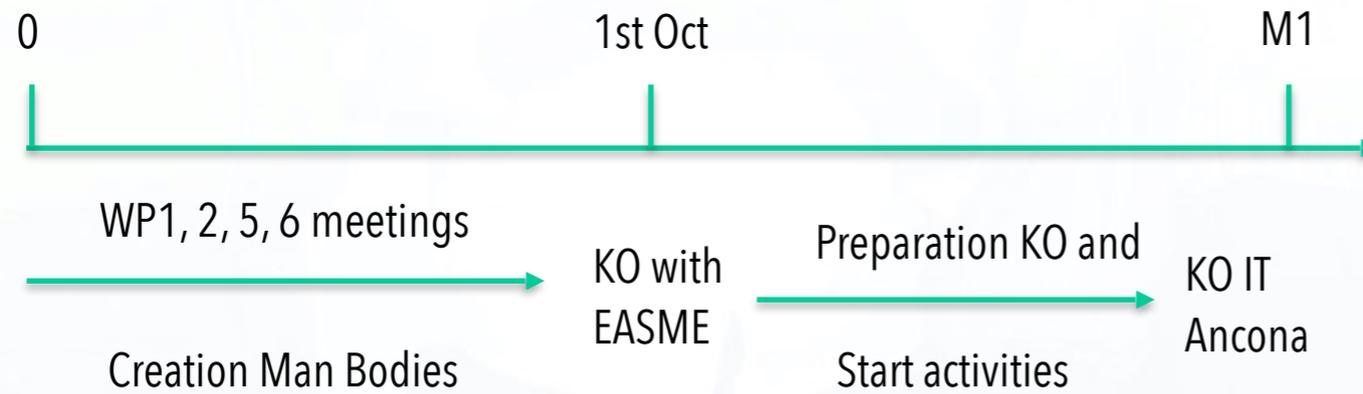 0
1st Oct
M1
WP1, 2, 5, 6 meetings
Creation Man Bodies
KO with
EASME
Preparation KO and
Start activities
KO IT
Ancona